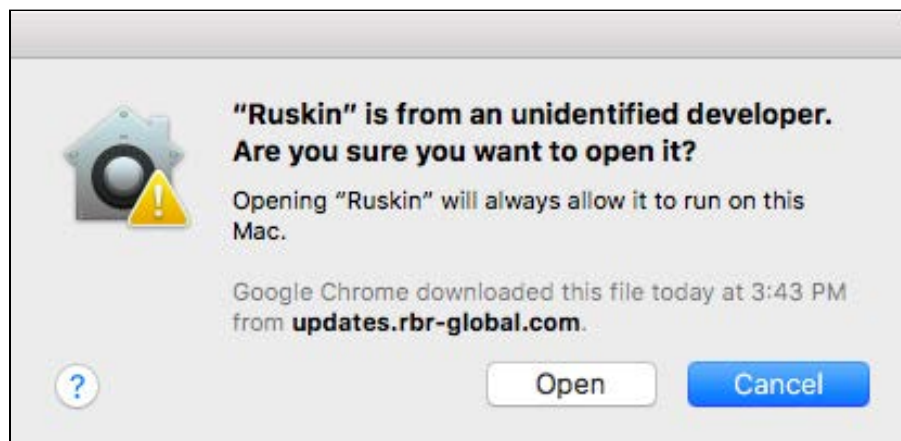 “Ruskin” is from an unidentified developer.
Are you sure you want to open it?
Opening “Ruskin” will always allow it to run on this
Mac.
Google Chrome downloaded this file today at 3:43 PM
from updates.rbr-global.com.
?
Open
Cancel